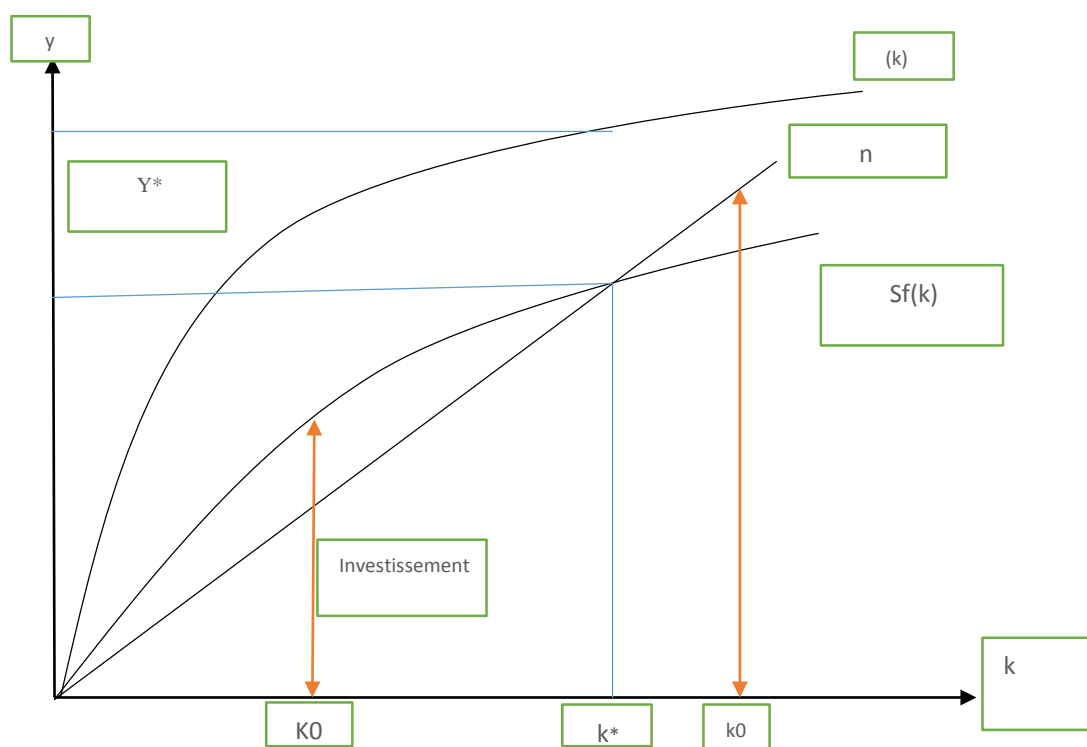 y
(k)
n
Y*
Sf(k)
Investissement
k
K0
k*
k0